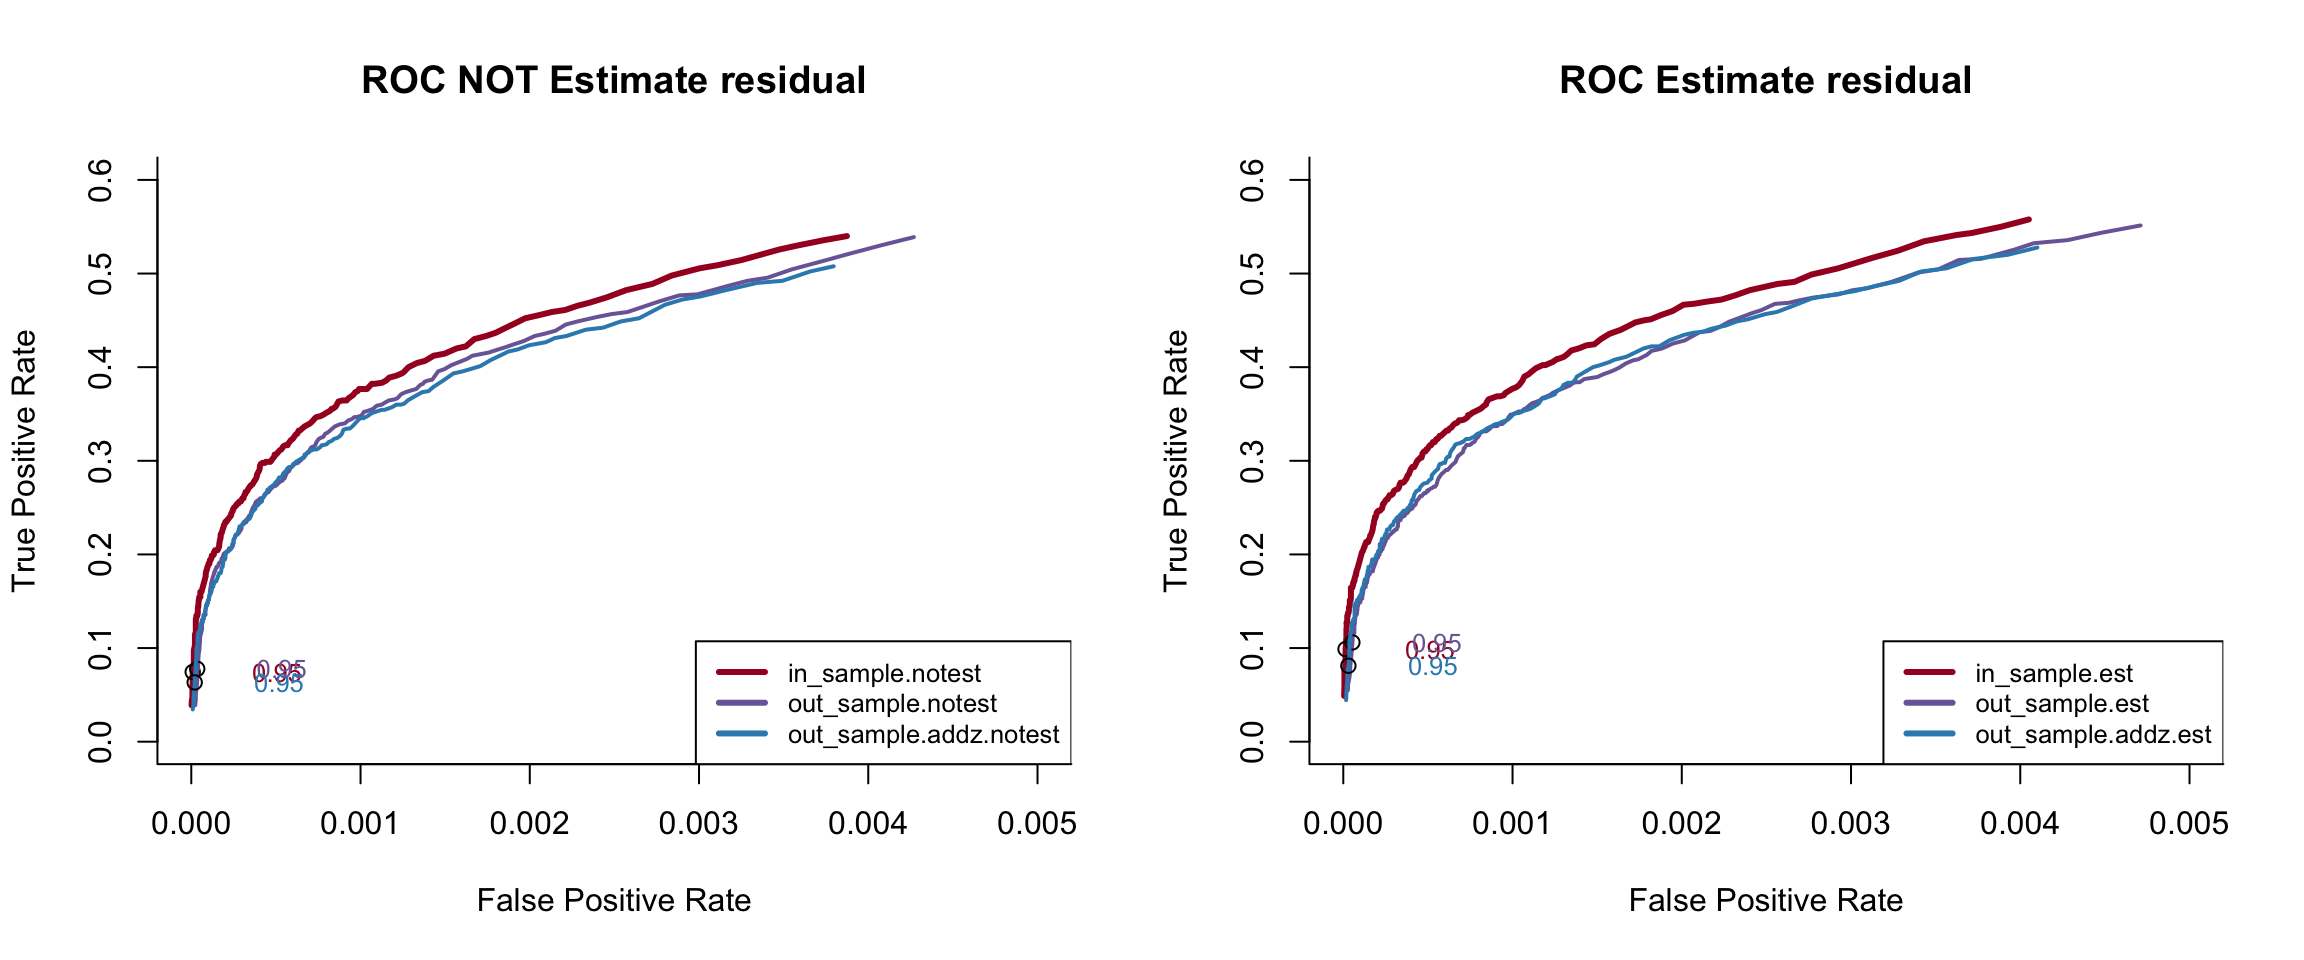 ROC NOT Estimate residual
True Positive Rate
0.6
0.5
0.4
0.3
0.2
0.1
0.0
0.95
0.95
0.95
in_sample.notest
out_sample.notest
out_sample.addz.notest
0.000 0.001 0.002 0.003 0.004 0.005
False Positive Rate
ROC Estimate residual
True Positive Rate
0.6
0.5
0.4
0.3
0.2
0.1
0.0
0.95
0.95
0.95
in_sample.est
out_sample.est
out_sample.addz.est
0.000 0.001 0.002 0.003 0.004 0.005
False Positive Rate